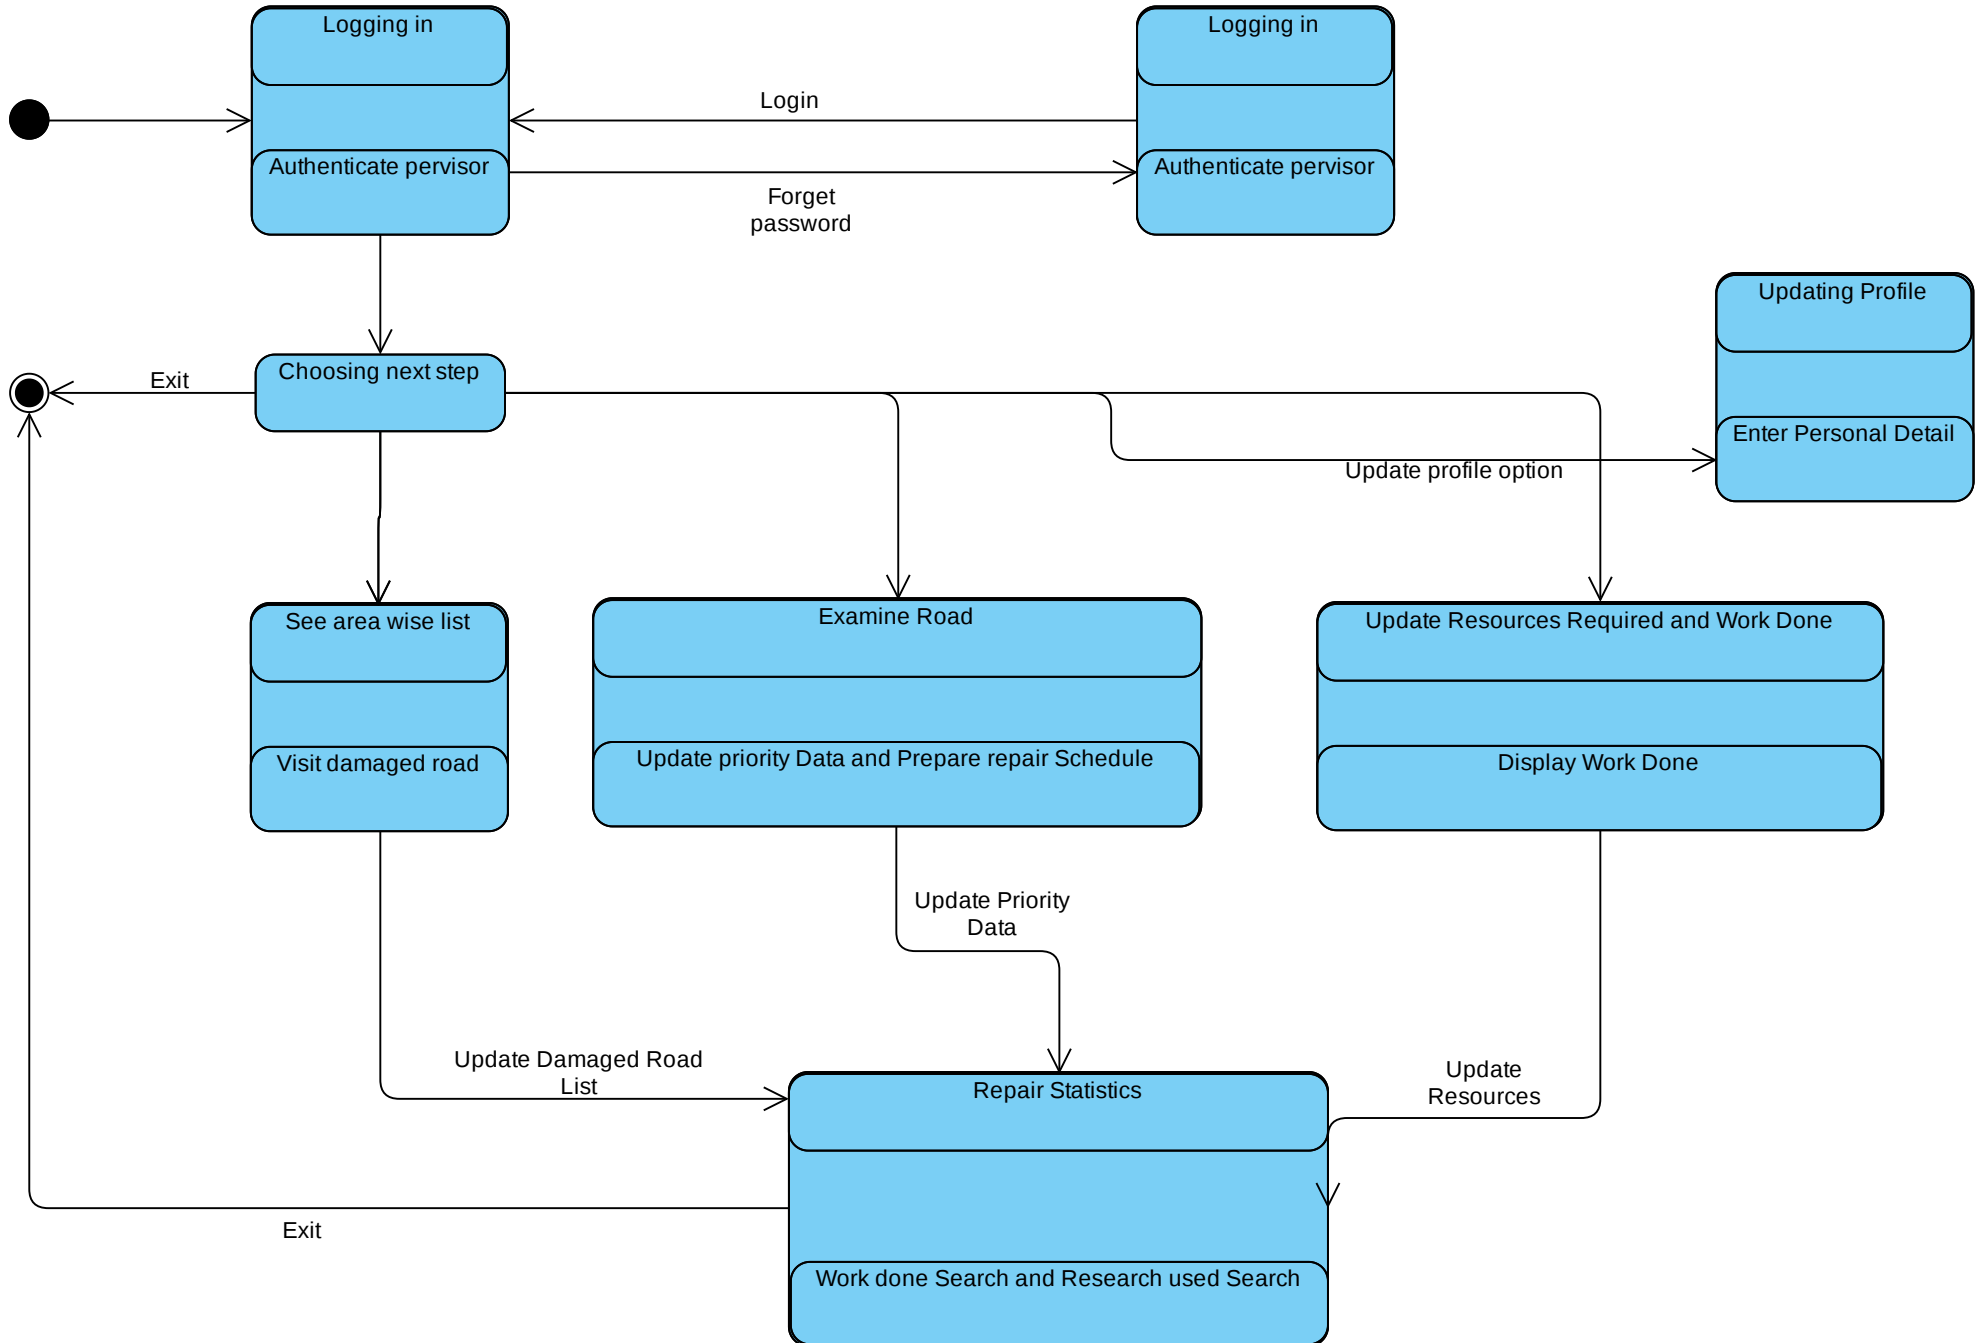 Logging in
Logging in
Login
Authenticate pervisor
Authenticate pervisor
Forget
password
Updating Profile
Choosing next step
Exit
Enter Personal Detail
Update profile option
See area wise list
Examine Road
Update Resources Required and Work Done
Visit damaged road
Update priority Data and Prepare repair Schedule
Display Work Done
Update Priority
Data
Update Damaged Road
List
Update
Resources
Repair Statistics
Exit
Work done Search and Research used Search